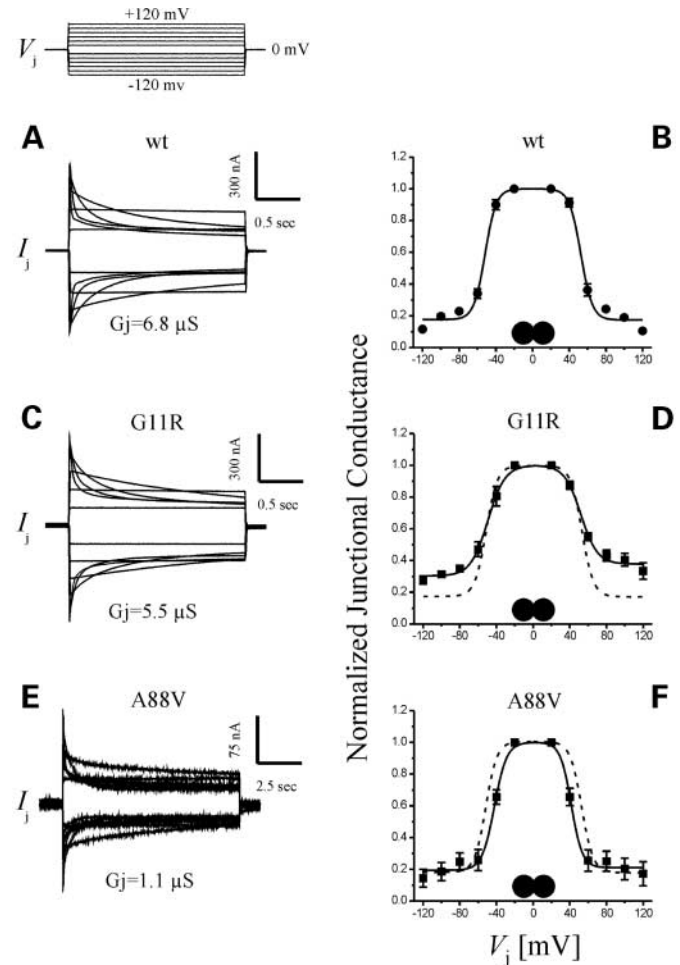 +120 mV
Vj
0 mV
-120 mv
A
wt
300 nA
0.5 sec
Ij
Gj=6.8 µS
wt
B
1.2
1.0
0.8
0.6
0.4
0.2
0.0
-120 -80 -40 0 40 80 120
C
G11R
300 nA
0.5 sec
Ij
Gj=5.5 µS
Normalized Junctional Conductance
G11R
D
1.2
1.0
0.8
0.6
0.4
0.2
0.0
-120 -80 -40 0 40 80 120
E
A88V
75 nA
2.5 sec
Ij
Gj=1.1 µS
A88V
F
1.2
1.0
0.8
0.6
0.4
0.2
0.0
-120 -80 -40 0 40 80 120
Vj [mV]